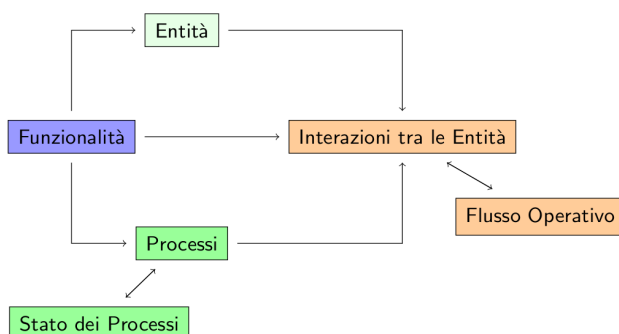 Entità
Funzionalità
Interazioni tra le Entità
Flusso Operativo
Processi
Stato dei Processi